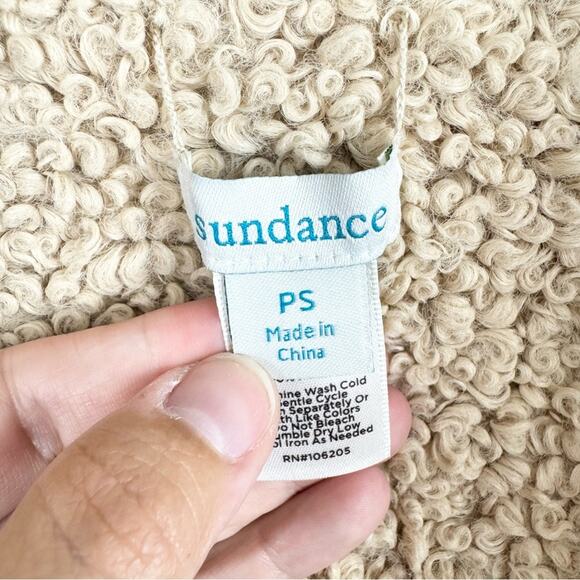 sundance
PS
Made in
China
Wash Cold
Gentle Cycle
Separately Or
Like Colors
Not Bleach
Dry Low
Iron As Needed
RN#106205